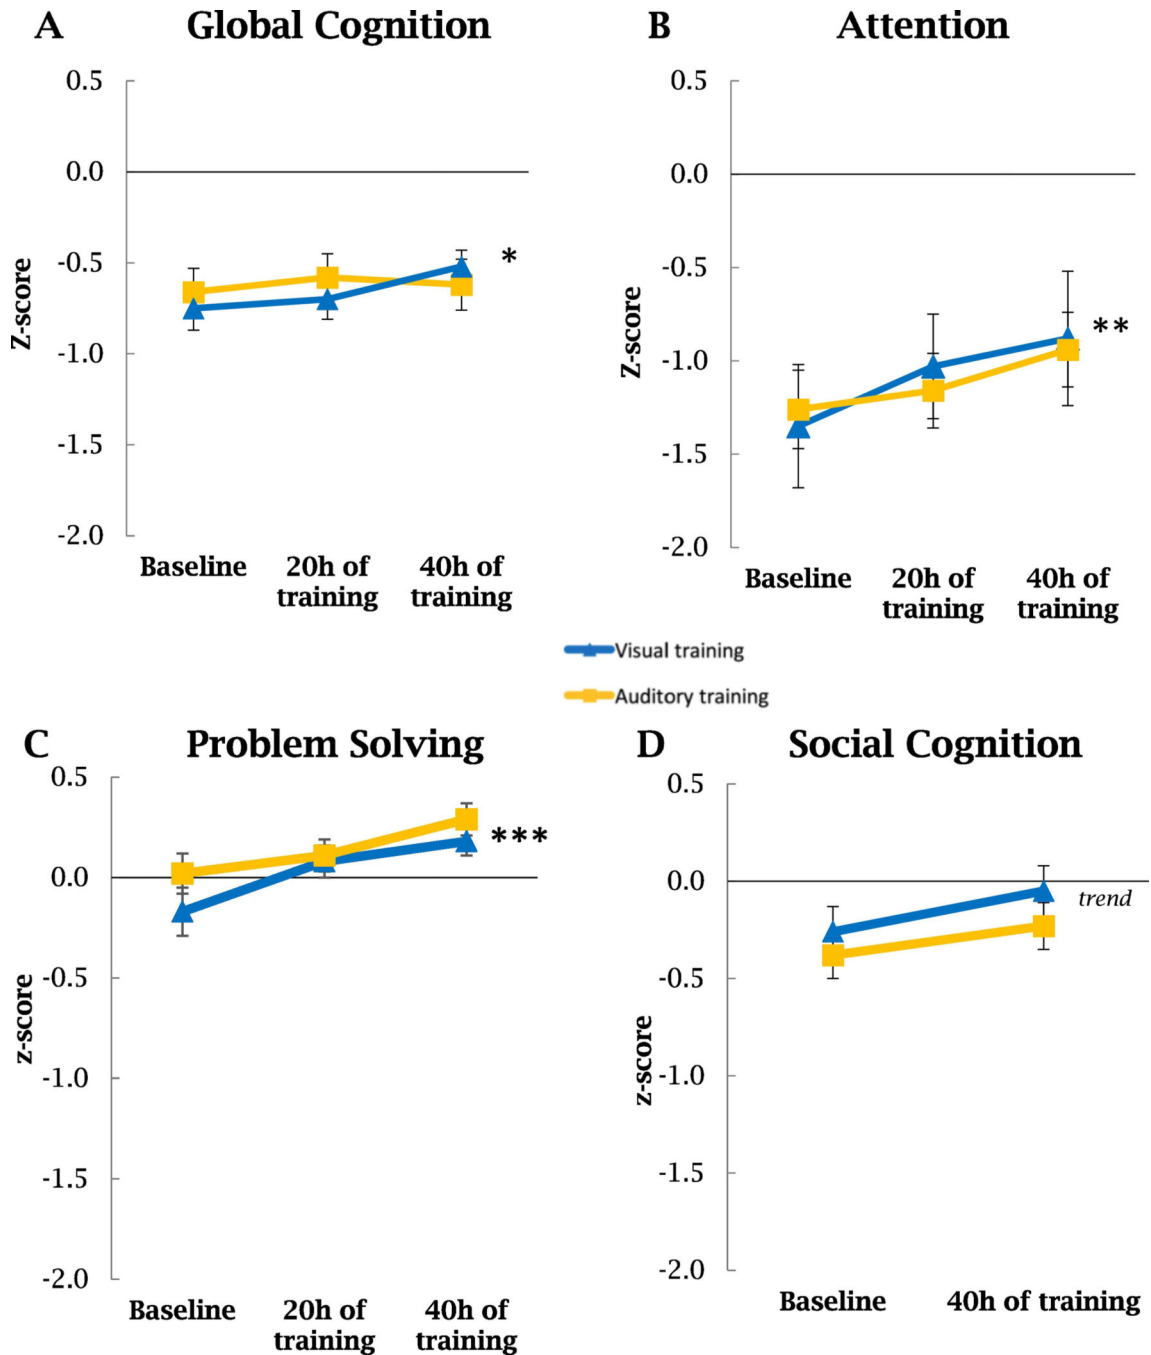 A Global Cognition
0.5
0.0
-0.5
-1.0
-1.5
-2.0
Z-score
*
Baseline 20h of training 40h of training
B Attention
0.5
0.0
-0.5
-1.0
-1.5
-2.0
Z-score
**
Baseline 20h of training 40h of training
Visual training
Auditory training
C Problem Solving
0.5
0.0
-0.5
-1.0
-1.5
-2.0
z-score
***
Baseline 20h of training 40h of training
D Social Cognition
0.5
0.0
-0.5
-1.0
-1.5
-2.0
z-score
trend
Baseline 40h of training